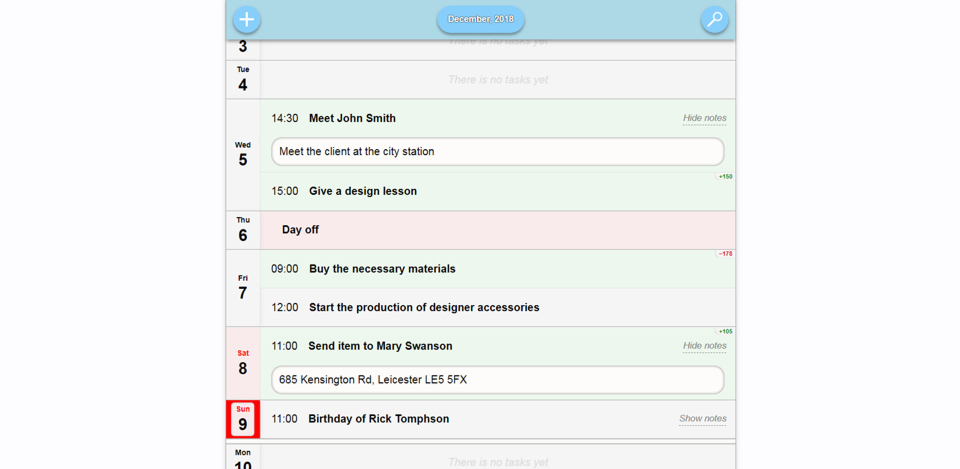 December 2018
3
There is no tasks yet
Tue
4
There is no tasks yet
Wed
5
14:30 Meet John Smith Hide notes
Meet the client at the city station
+150
15:00 Give a design lesson
Thu
6
Day off
Fri
7
−175
09:00 Buy the necessary materials
12:00 Start the production of designer accessories
Sat
8
+105
11:00 Send item to Mary Swanson Hide notes
685 Kensington Rd, Leicester LE5 5FX
Sun
9
11:00 Birthday of Rick Tomphson Show notes
Mon
10
There is no tasks yet